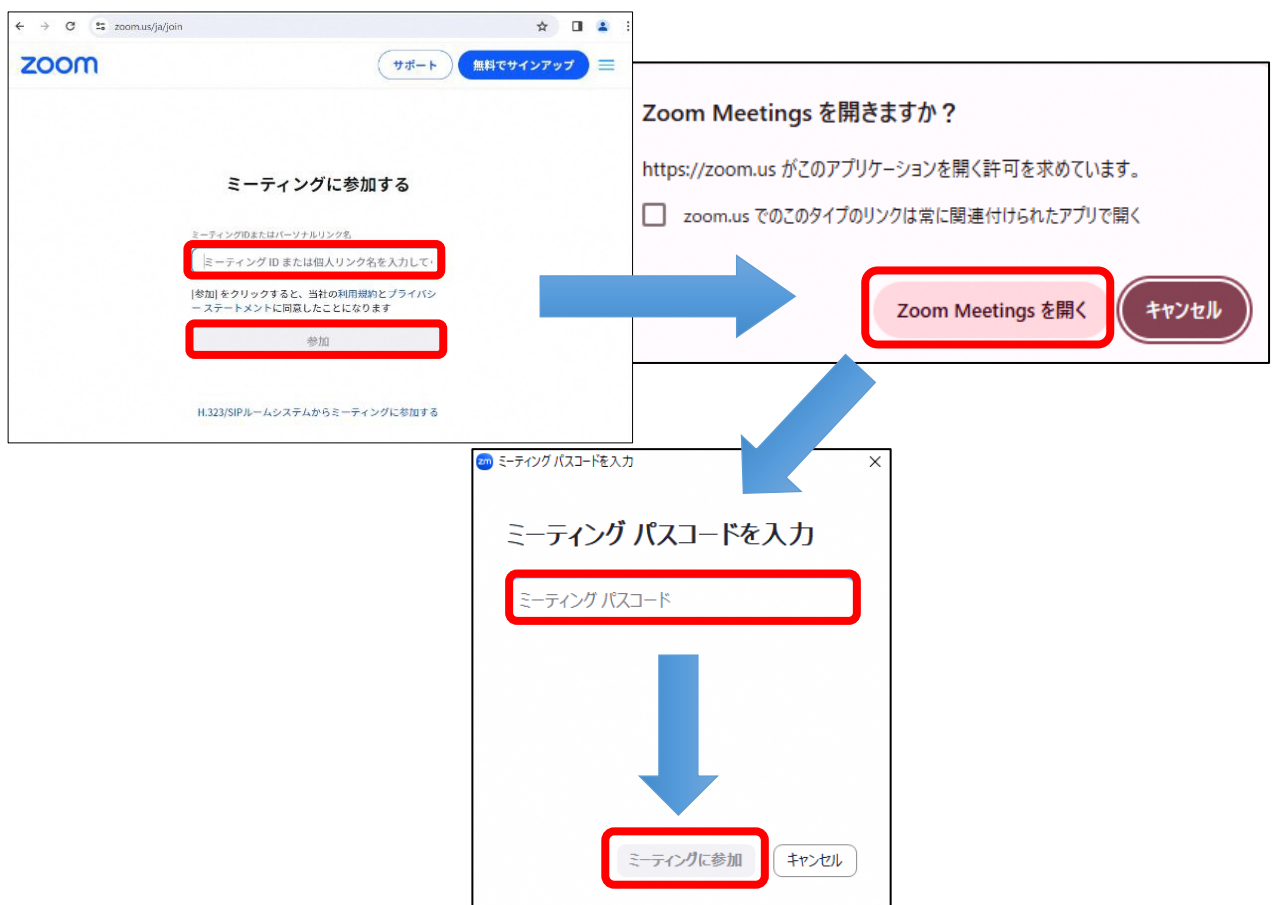 zoom.us/ja/join
zoom
サポート
無料でサインアップ
ミーティングに参加する
ミーティングIDまたはパーソナルリンク名
ミーティング ID または個人リンク名を入力して
[参加] をクリックすると、当社の利用規約とプライバシ
ー ステートメントに同意したことになります
参加
H.323/SIPルームシステムからミーティングに参加する
Zoom Meetings を開きますか？
https://zoom.us がこのアプリケーションを開く許可を求めています。
zoom.us でのこのタイプのリンクは常に関連付けられたアプリで開く
Zoom Meetings を開く
キャンセル
zm ミーティング パスコードを入力
ミーティング パスコードを入力
ミーティング パスコード
ミーティングに参加
キャンセル